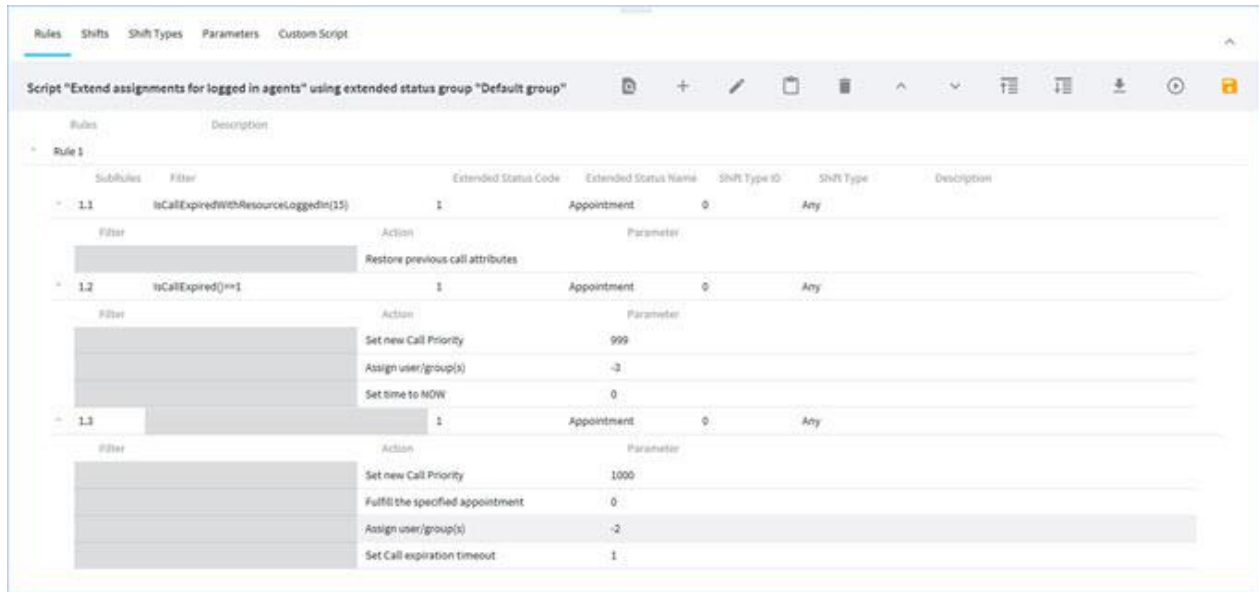 Rules Shifts Shift Types Parameters Custom Script
Script "Extend assignments for logged in agents" using extended status group "Default group"
Rules Description
Rule 1
SubRules Filter Extended Status Code Extended Status Name Shift Type ID Shift Type Description
1.1 IsCallExpiredWithResourceLoggedIn(15) 1 Appointment 0 Any
Filter Action Parameter
Restore previous call attributes
1.2 IsCallExpired()==1 1 Appointment 0 Any
Filter Action Parameter
Set new Call Priority 999
Assign user/group(s) -3
Set time to NOW 0
1.3 1 Appointment 0 Any
Filter Action Parameter
Set new Call Priority 1000
Fulfill the specified appointment 0
Assign user/group(s) -2
Set Call expiration timeout 1